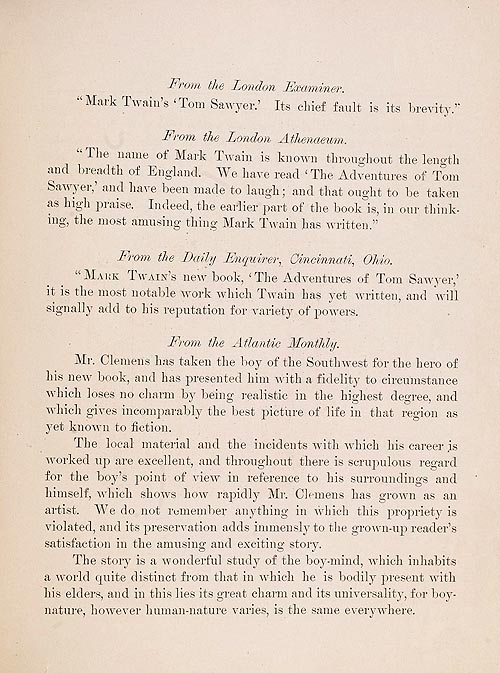 From the London Examiner.
"Mark Twain's 'Tom Sawyer.' Its chief fault is its brevity."
From the London Athenaeum.
"The name of Mark Twain is known throughout the length
and breadth of England. We have read 'The Adventures of Tom
Sawyer,' and have been made to laugh; and that ought to be taken
as high praise. Indeed, the earlier part of the book is, in our think-
ing, the most amusing thing Mark Twain has written."
From the Daily Enquirer, Cincinnati, Ohio.
"MARK TWAIN'S new book, 'The Adventures of Tom Sawyer,'
it is the most notable work which Twain has yet written, and will
signally add to his reputation for variety of powers.
From the Atlantic Monthly.
Mr. Clemens has taken the boy of the Southwest for the hero of
his new book, and has presented him with a fidelity to circumstance
which loses no charm by being realistic in the highest degree, and
which gives incomparably the best picture of life in that region as
yet known to fiction.
The local material and the incidents with which his career is
worked up are excellent, and throughout there is scrupulous regard
for the boy's point of view in reference to his surroundings and
himself, which shows how rapidly Mr. Clemens has grown as an
artist. We do not remember anything in which this propriety is
violated, and its preservation adds immensly to the grown-up reader's
satisfaction in the amusing and exciting story.
The story is a wonderful study of the boy-mind, which inhabits
a world quite distinct from that in which he is bodily present with
his elders, and in this lies its great charm and its universality, for boy-
nature, however human-nature varies, is the same everywhere.